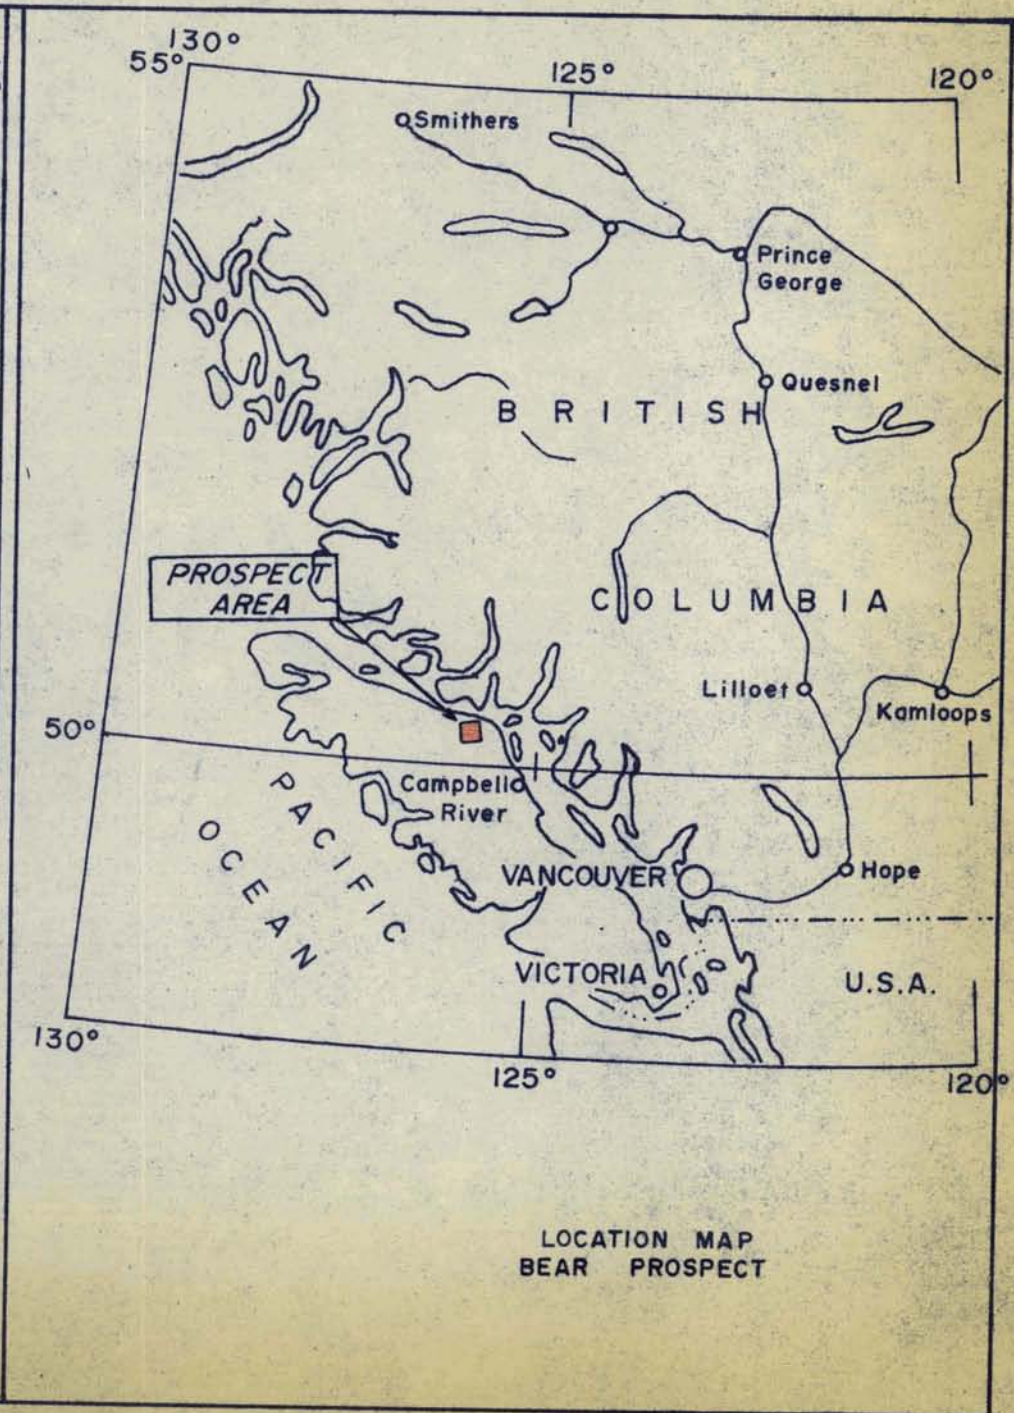 130°
55°
125°
120°
Smithers
Prince
George
Quesnel
BRITISH
PROSPECT
AREA
COLUMBIA
Lilloet
Kamloops
50°
Campbell
River
PACIFIC
OCEAN
VANCOUVER
Hope
VICTORIA
U.S.A.
130°
125°
120°
LOCATION MAP
BEAR PROSPECT